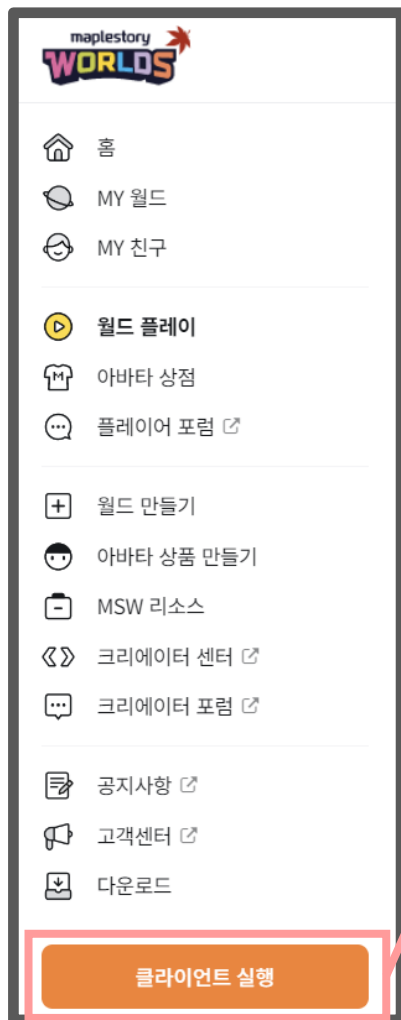 maplestory
WORLDS
홈
MY 월드
MY 친구
월드 플레이
M
아바타 상점
플레이어 포럼
월드 만들기
아바타 상품 만들기
MSW 리소스
크리에이터 센터
크리에이터 포럼
공지사항
고객센터
다운로드
클라이언트 실행